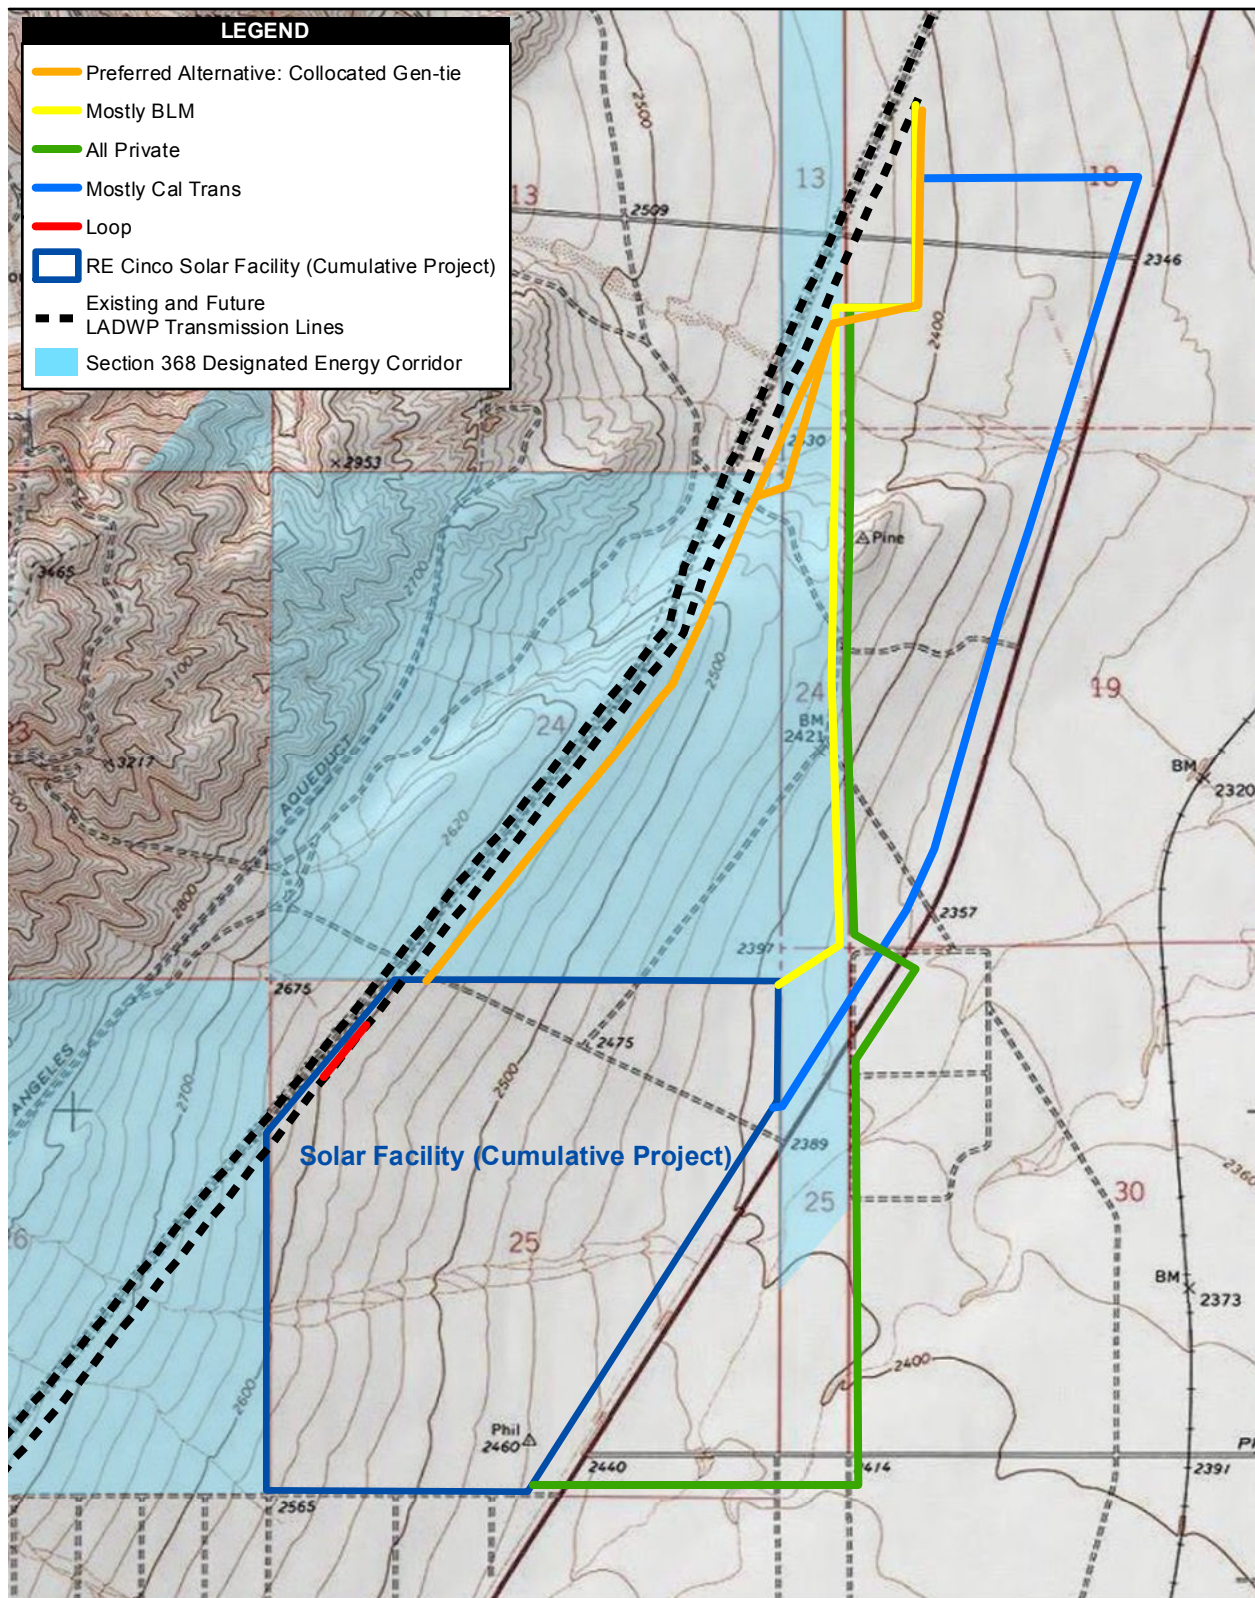 LEGEND
Preferred Alternative: Collocated Gen-tie
Mostly BLM
All Private
Mostly Cal Trans
Loop
RE Cinco Solar Facility (Cumulative Project)
Existing and Future
LADWP Transmission Lines
Section 368 Designated Energy Corridor
2500
13
13
18
2509
2346
2400
2530
2953
Pine
3465
2700
3100
2500
24
24
19
BM
2421
3217
BM
2320
AQUEDUCT
2620
2800
2357
2397
2675
2475
ANGELES
2700
2500
2389
Solar Facility (Cumulative Project)
2360
30
25
25
BM
2373
2400
2600
Phil
2460
2440
2414
2391
2565